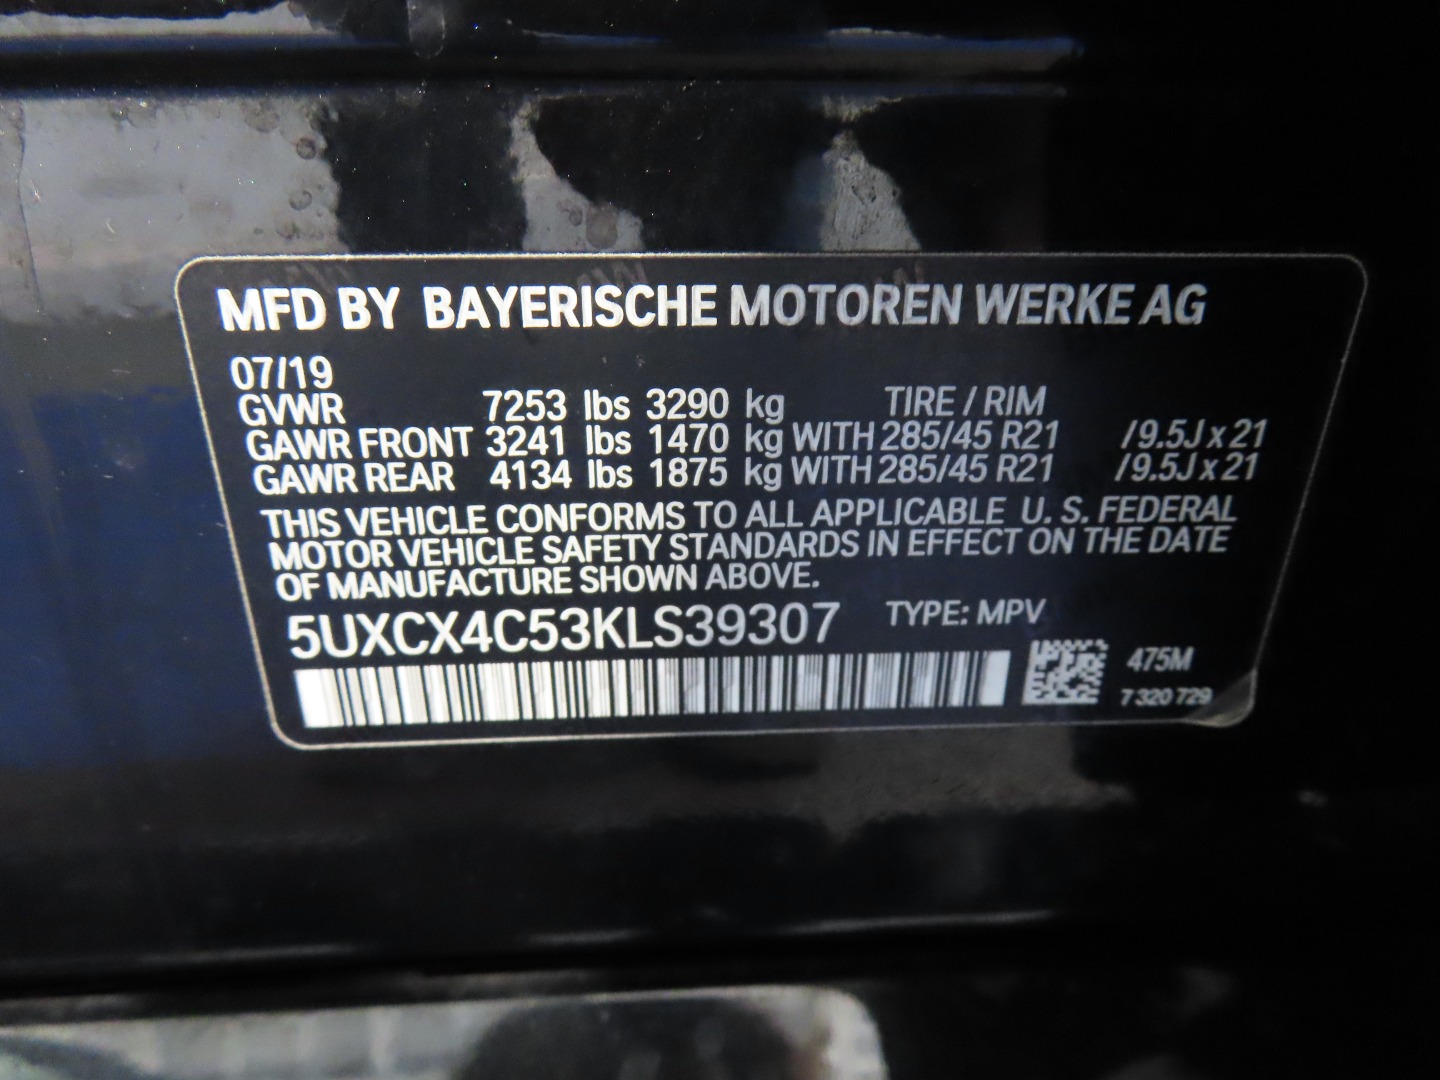 MFD BY BAYERISCHE MOTOREN WERKE AG
07/19
GVWR 7253 lbs 3290 kg TIRE / RIM
GAWR FRONT 3241 lbs 1470 kg WITH 285/45 R21 /9.5J x 21
GAWR REAR 4134 lbs 1875 kg WITH 285/45 R21 /9.5J x 21
THIS VEHICLE CONFORMS TO ALL APPLICABLE U. S. FEDERAL
MOTOR VEHICLE SAFETY STANDARDS IN EFFECT ON THE DATE
OF MANUFACTURE SHOWN ABOVE.
5UXCX4C53KLS39307 TYPE: MPV
475M
7 320 729